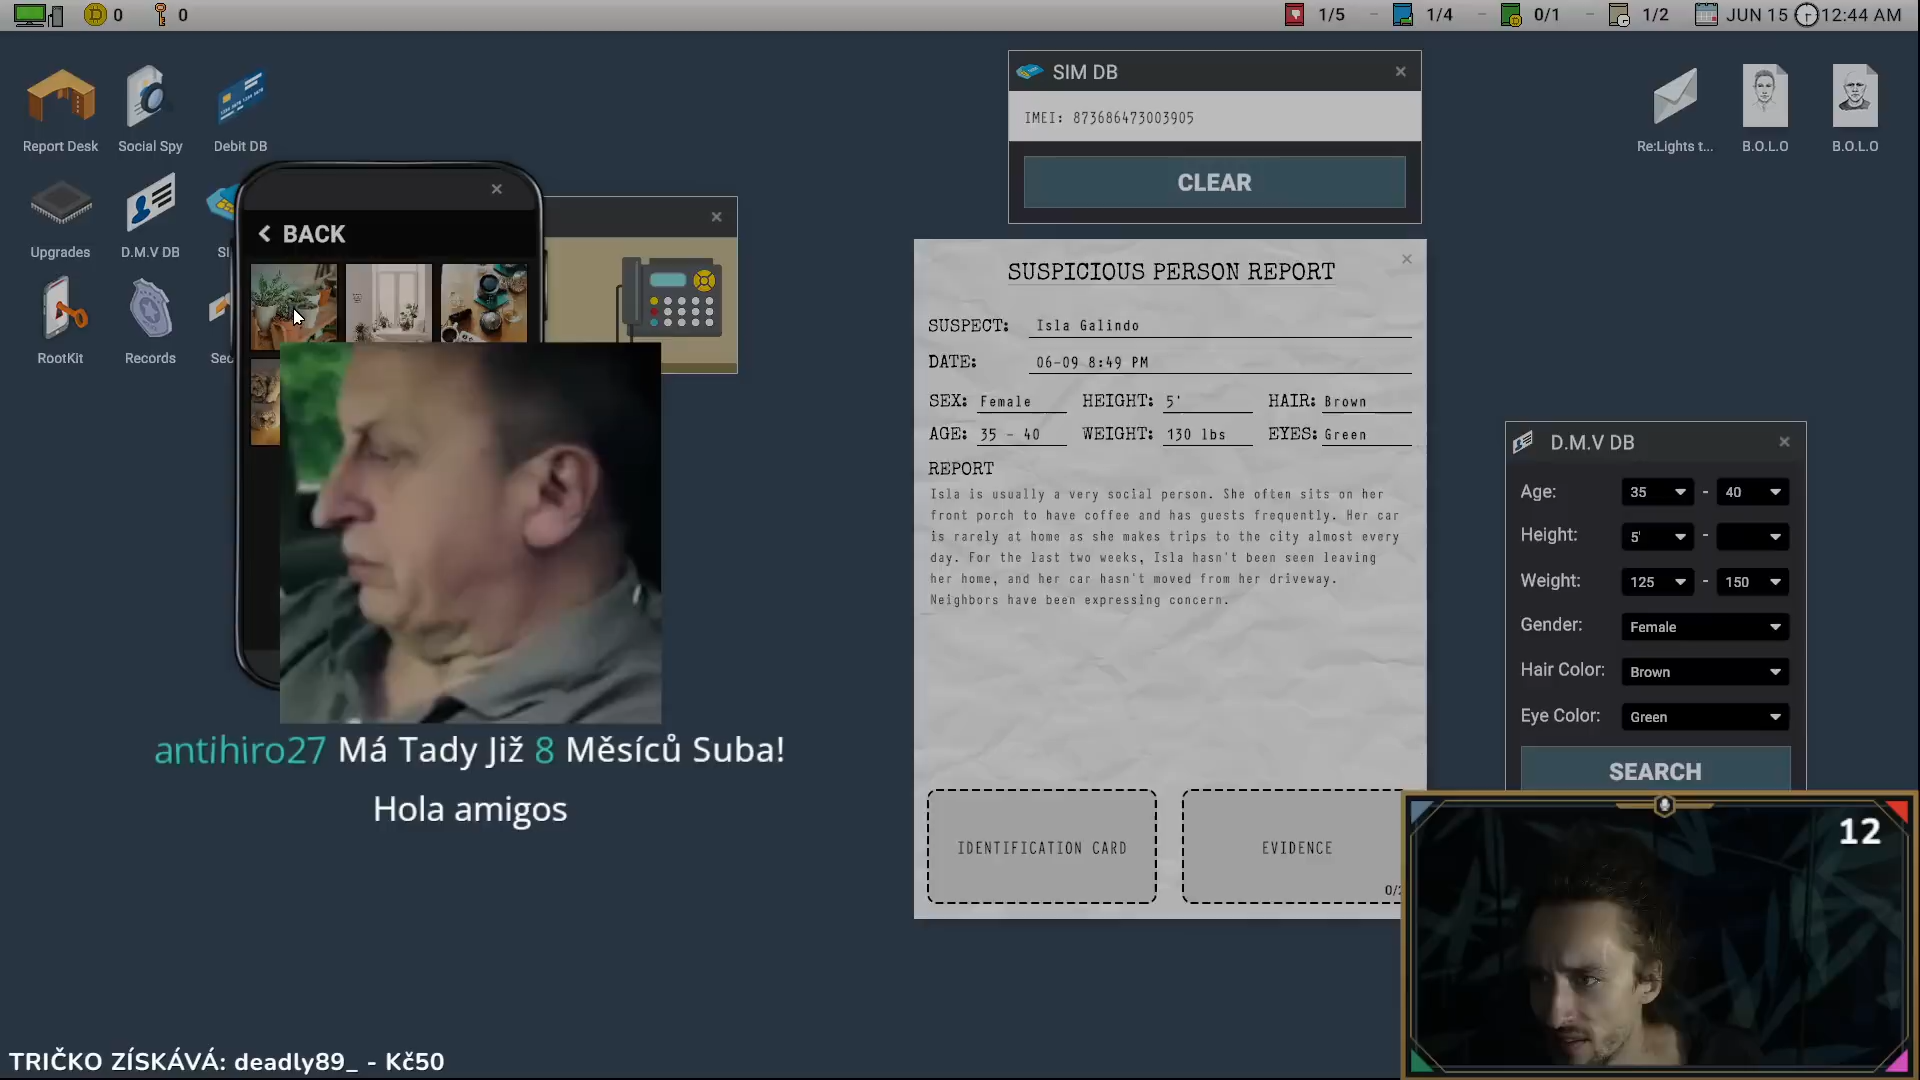 0
0
1/5
1/4
0/1
1/2
JUN 15
12:44 AM
Report Desk
Social Spy
Debit DB
Upgrades
D.M.V DB
RootKit
Records
BACK
SIM DB
IMEI: 873686473003905
CLEAR
Re:Lights t...
B.O.L.O
B.O.L.O
SUSPICIOUS PERSON REPORT
SUSPECT: Isla Galindo
DATE: 06-09 8:49 PM
SEX: Female HEIGHT: 5' HAIR: Brown
AGE: 35 - 40 WEIGHT: 130 lbs EYES: Green
REPORT
Isla is usually a very social person. She often sits on her
front porch to have coffee and has guests frequently. Her car
is rarely at home as she makes trips to the city almost every
day. For the last two weeks, Isla hasn't been seen leaving
her home, and her car hasn't moved from her driveway.
Neighbors have been expressing concern.
IDENTIFICATION CARD
EVIDENCE
D.M.V DB
Age: 35 - 40
Height: 5' -
Weight: 125 - 150
Gender: Female
Hair Color: Brown
Eye Color: Green
SEARCH
12
antihiro27 Má Tady Již 8 Měsíců Suba!
Hola amigos
TRIČKO ZÍSKÁVÁ: deadly89_ - Kč50